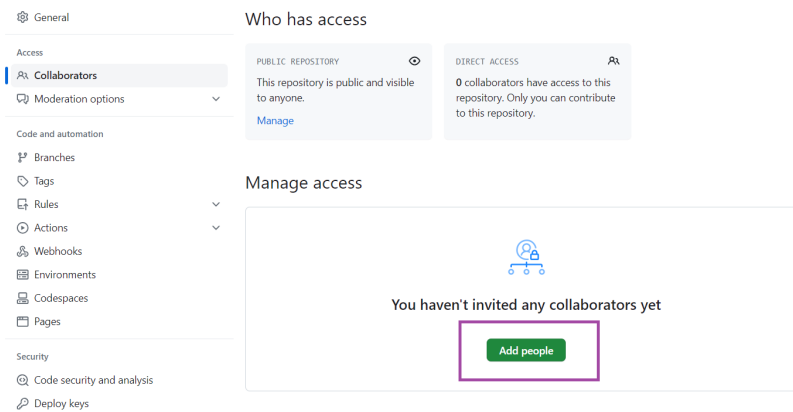 General
Access
Collaborators
Moderation options
Code and automation
Branches
Tags
Rules
Actions
Webhooks
Environments
Codespaces
Pages
Security
Code security and analysis
Deploy keys
Who has access
PUBLIC REPOSITORY
This repository is public and visible
to anyone.
Manage
DIRECT ACCESS
0 collaborators have access to this
repository. Only you can contribute
to this repository.
Manage access
You haven't invited any collaborators yet
Add people